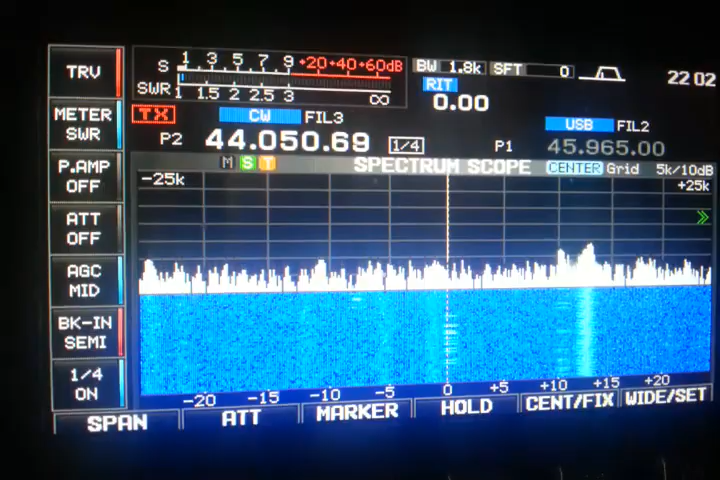 TRV
S 1 3 5 7 9 +20 +40 +60dB
SWR 1 1.5 2 2.5 3 ∞
BW 1.8k SFT 0
RIT
0.00
22 02
METER
SWR
TX CW FIL3
P2 44.050.69 1/4
USB FIL2
P1 45.965.00
M S T SPECTRUM SCOPE CENTER Grid 5k/10dB
P.AMP
OFF
-25k +25k
ATT
OFF
AGC
MID
BK-IN
SEMI
1/4
ON
-20 -15 -10 -5 0 +5 +10 +15 +20
SPAN ATT MARKER HOLD CENT/FIX WIDE/SET